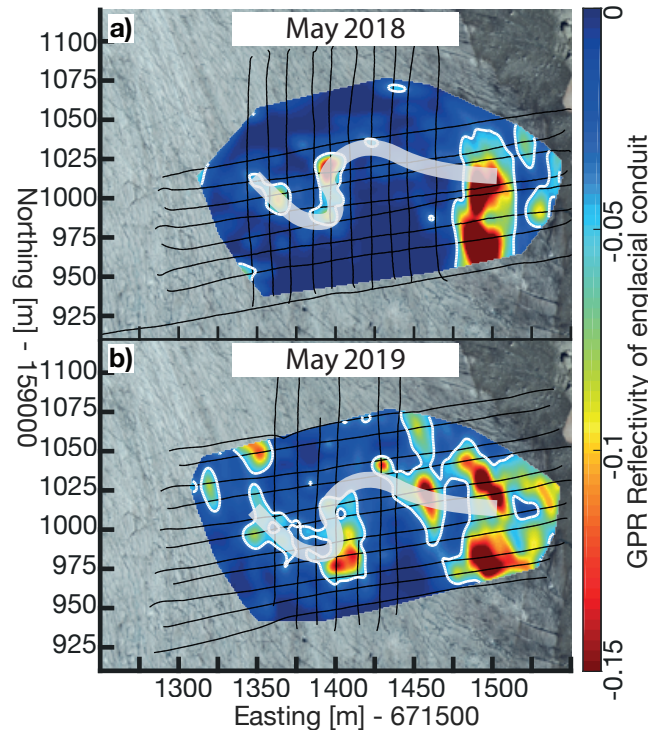 a)
May 2018
1100
1075
1050
1025
1000
975
950
925
b)
May 2019
1100
1075
1050
1025
1000
975
950
925
Northing [m] - 159000
1300 1350 1400 1450 1500
Easting [m] - 671500
0
-0.05
-0.1
-0.15
GPR Reflectivity of englacial conduit